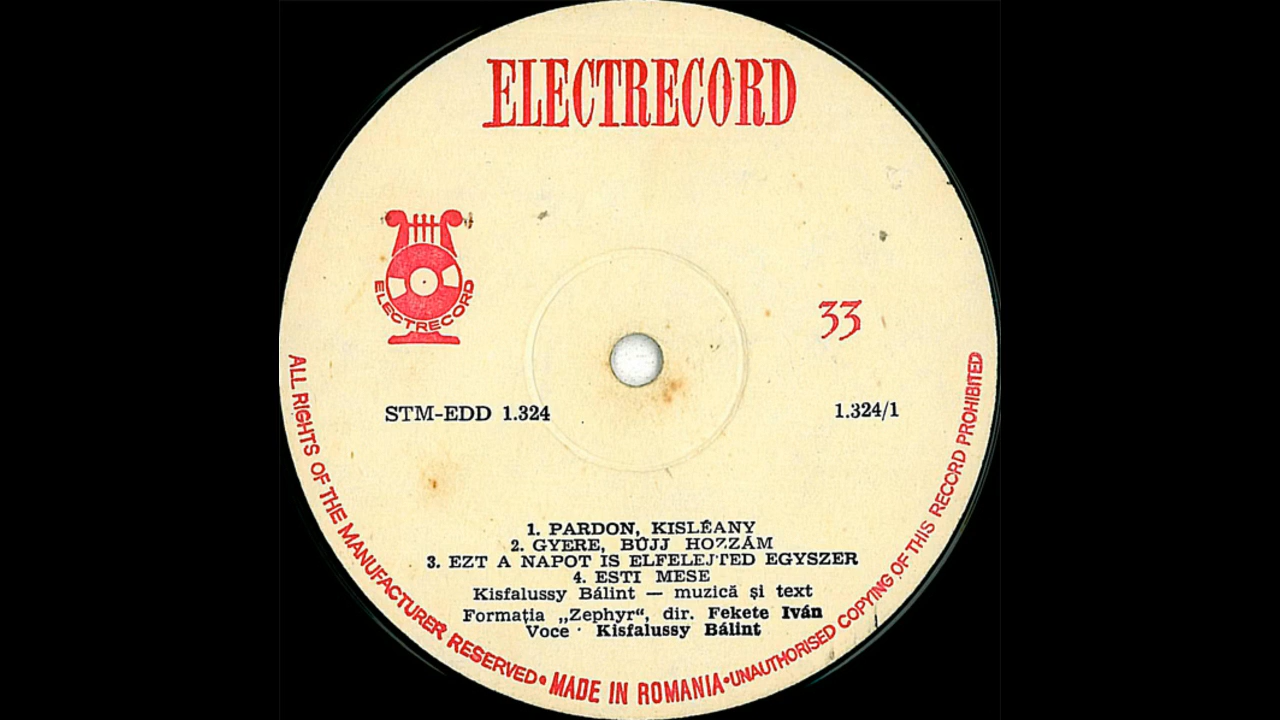 ELECTRECORD
ELECTRECORD
33
STM-EDD 1.324
1.324/1
1. PARDON, KISLÉANY
2. GYERE, BÚJJ HOZZÁM
3. EZT A NAPOT IS ELFELEJTED EGYSZER
4. ESTI MESE
Kisfalussy Bálint — muzică și text
Formația „Zephyr“, dir. Fekete Iván
Voce · Kisfalussy Bálint
ALL RIGHTS OF THE MANUFACTURER RESERVED • MADE IN ROMANIA • UNAUTHORISED COPYING OF THIS RECORD PROHIBITED